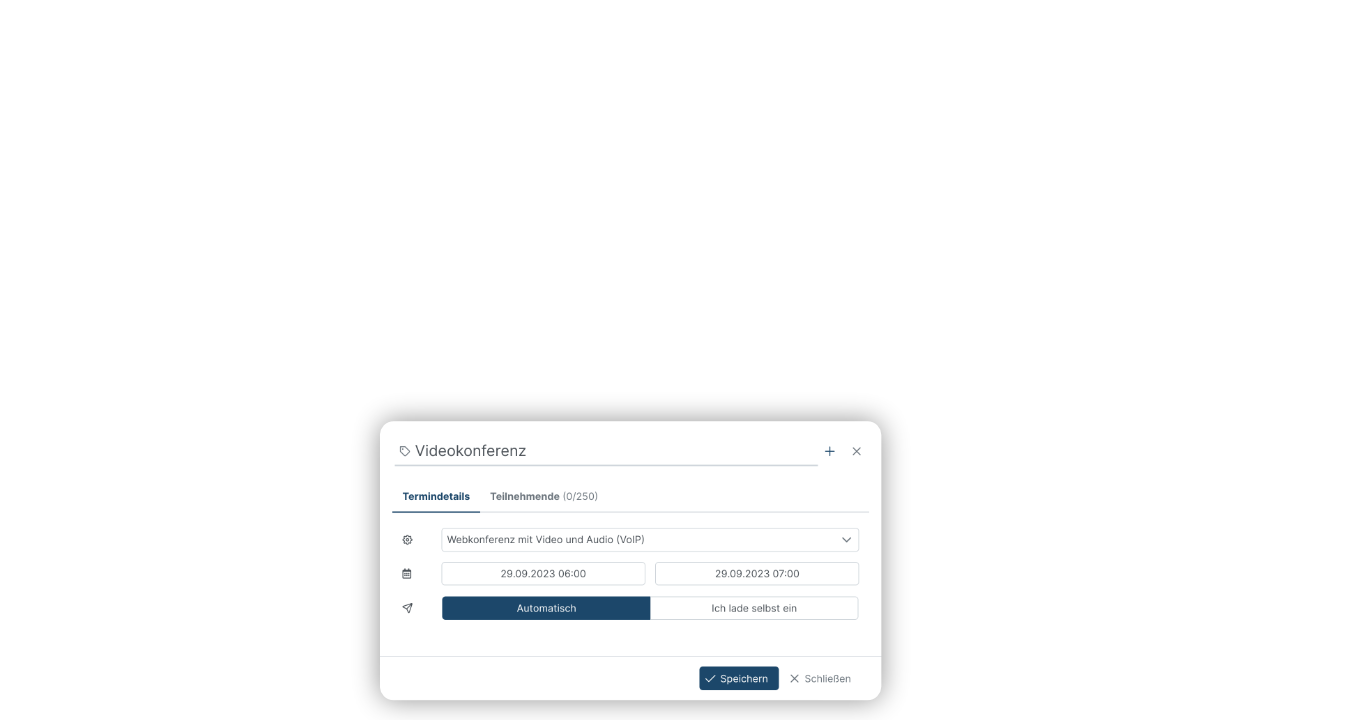 Videokonferenz
Termindetails Teilnehmende (0/250)
Webkonferenz mit Video und Audio (VoIP)
29.09.2023 06:00 29.09.2023 07:00
Automatisch Ich lade selbst ein
Speichern Schließen